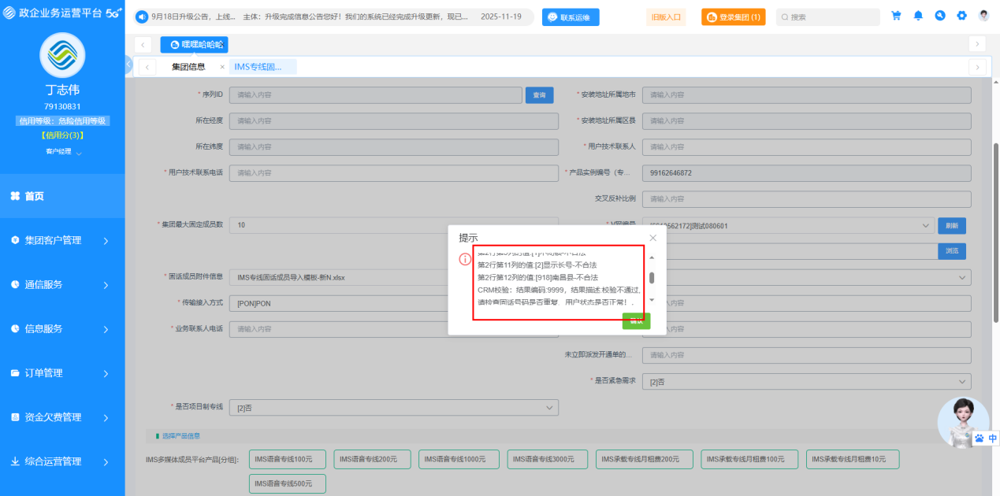 政企业务运营平台 5G
9月18日升级公告，上线... 主体：升级完成信息公告您好！我们的系统已经完成升级更新，现已... 2025-11-19
联系运维
旧版入口
登录集团 (1)
搜索
嘿嘿哈哈哈
丁志伟
79130831
信用等级：危险信用等级
【信用分(3)】
客户经理
首页
集团客户管理
通信服务
信息服务
订单管理
资金欠费管理
综合运营管理
集团信息 ×
IMS专线固...
* 序列ID 请输入内容 查询
* 安装地址所属地市 请输入内容
所在经度 请输入内容
* 安装地址所属区县 请输入内容
所在纬度 请输入内容
* 用户技术联系人 请输入内容
* 用户技术联系电话 请输入内容
* 产品实例编号（专... 99162646872
交叉反补比例 请输入内容
* 集团最大固定成员数 10
* V网编号 562172]测试080601 刷新
浏览
* 固话成员附件信息 IMS专线固话成员导入模板-新N.xlsx
* 传输接入方式 [PON]PON
入内容
* 业务联系人电话 请输入内容
入内容
未立即派发开通单的... 请输入内容
* 是否紧急需求 [2]否
* 是否项目制专线 [2]否
提示
第2行第11列的值:[2]显示长号-不合法
第2行第12列的值:[918]南昌县-不合法
CRM校验：结果编码:9999，结果描述:校验不通过,
请检查固话号码是否重复，用户状态是否正常！.
确认
选择产品信息
IMS多媒体成员平台产品[分组]:
IMS语音专线100元
IMS语音专线200元
IMS语音专线1000元
IMS语音专线3000元
IMS承载专线月租费200元
IMS承载专线月租费100元
IMS承载专线月租费10元
IMS语音专线500元
中